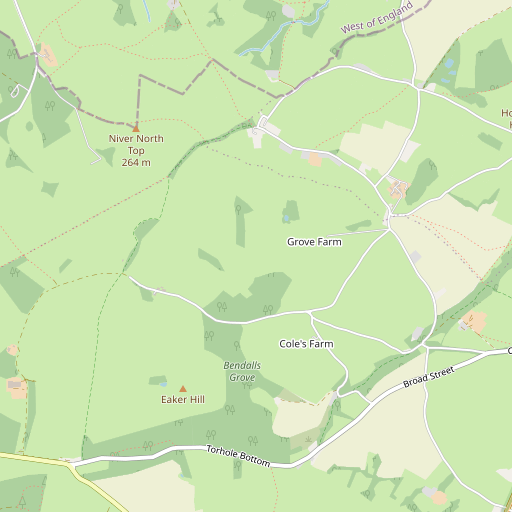 West of England
Ho
H
Niver North
Top
264 m
Grove Farm
Cole's Farm
Bendalls
Grove
Broad Street
C
Eaker Hill
Torhole Bottom